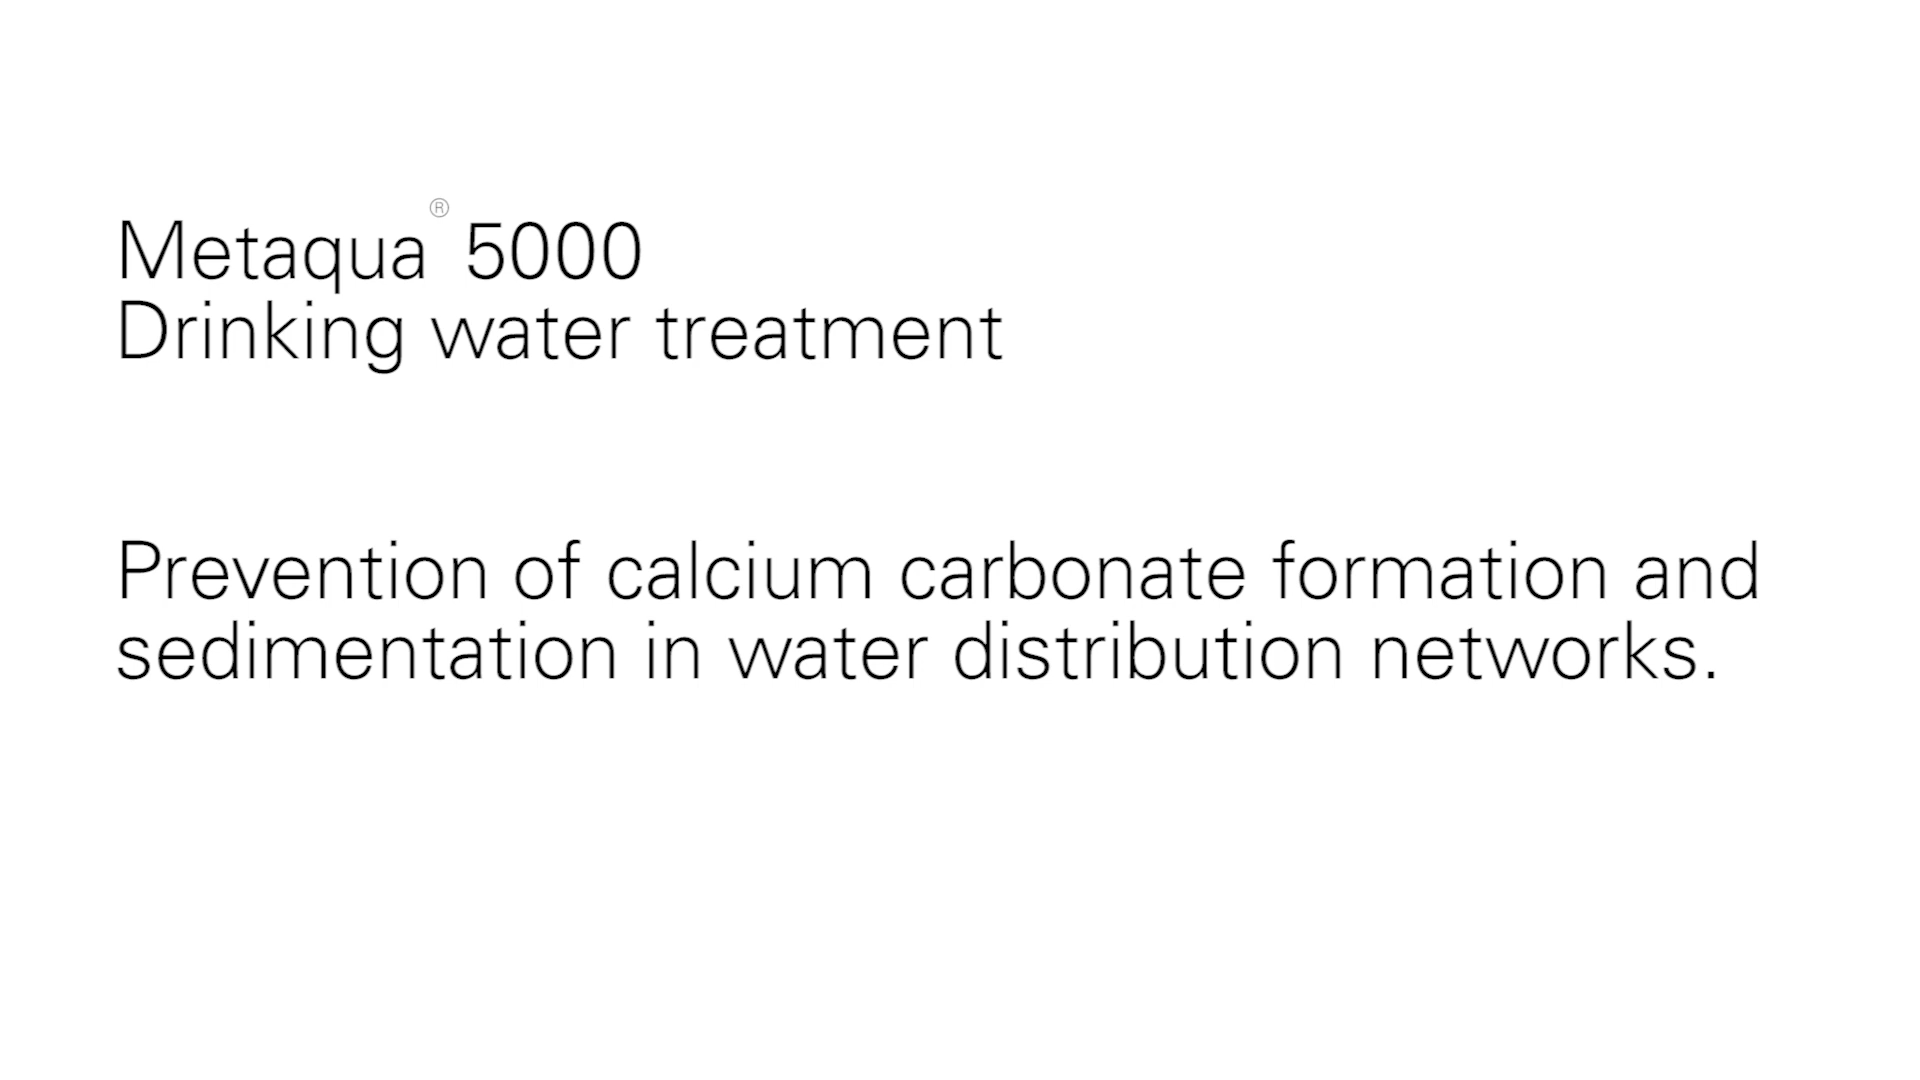 Metaqua® 5000
Drinking water treatment
Prevention of calcium carbonate formation and
sedimentation in water distribution networks.